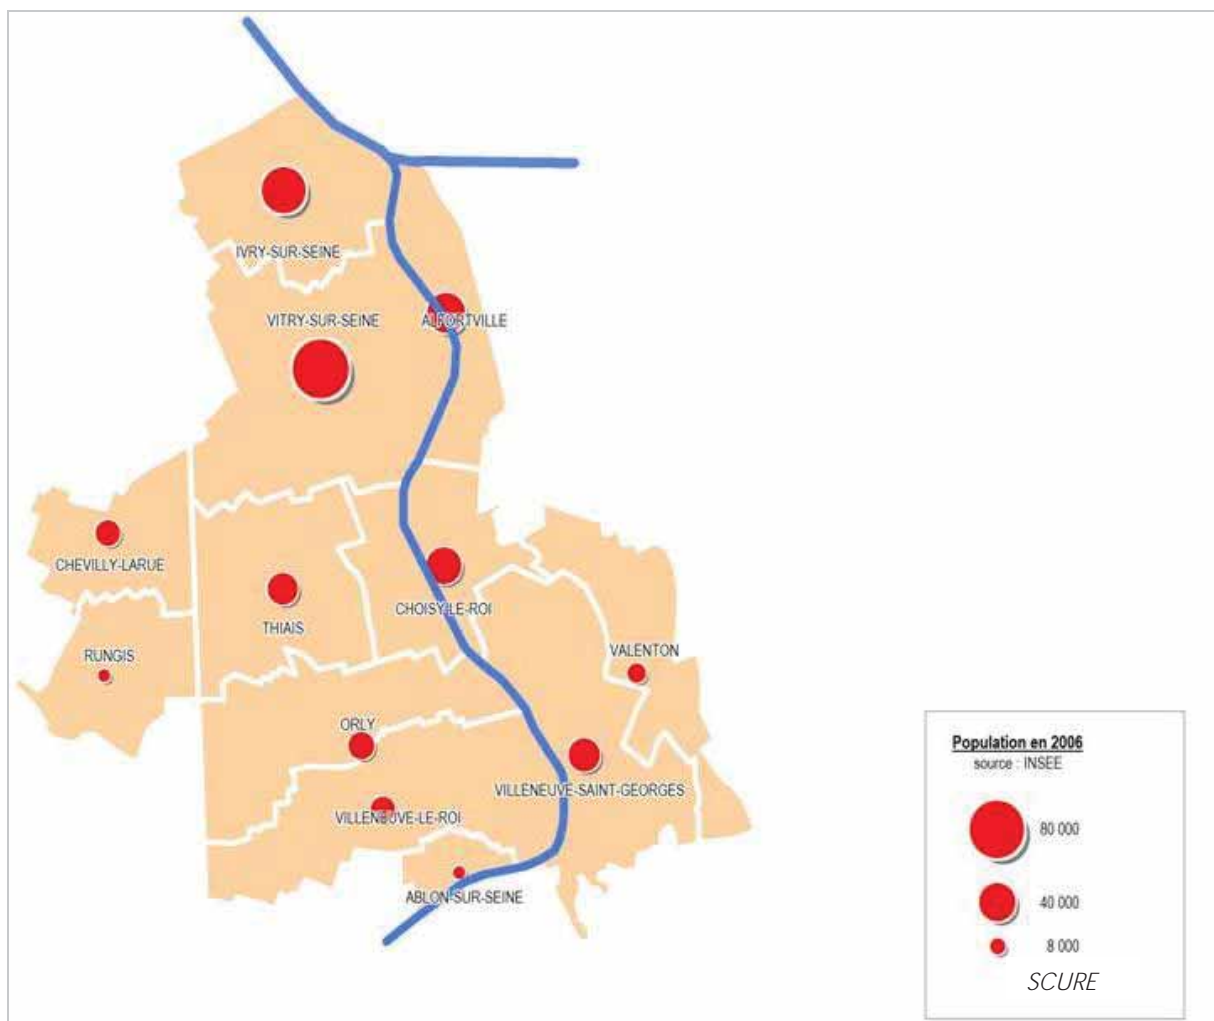 IVRY-SUR-SEINE
VITRY-SUR-SEINE
ALFORTVILLE
CHEVILLY-LARUE
THIAIS
CHOISY-LE-ROI
RUNGIS
VALENTON
ORLY
VILLENEUVE-SAINT-GEORGES
VILLENEUVE-LE-ROI
ABLON-SUR-SEINE
Population en 2006
source : INSEE
80 000
40 000
8 000
SCURE